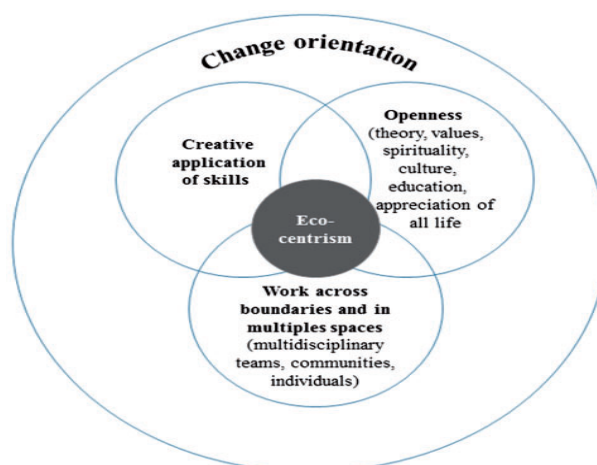 Change orientation
Creative
application
of skills
Openness
(theory, values,
spirituality,
culture,
education,
appreciation of
all life
Eco-
centrism
Work across
boundaries and in
multiples spaces
(multidisciplinary
teams, communities,
individuals)